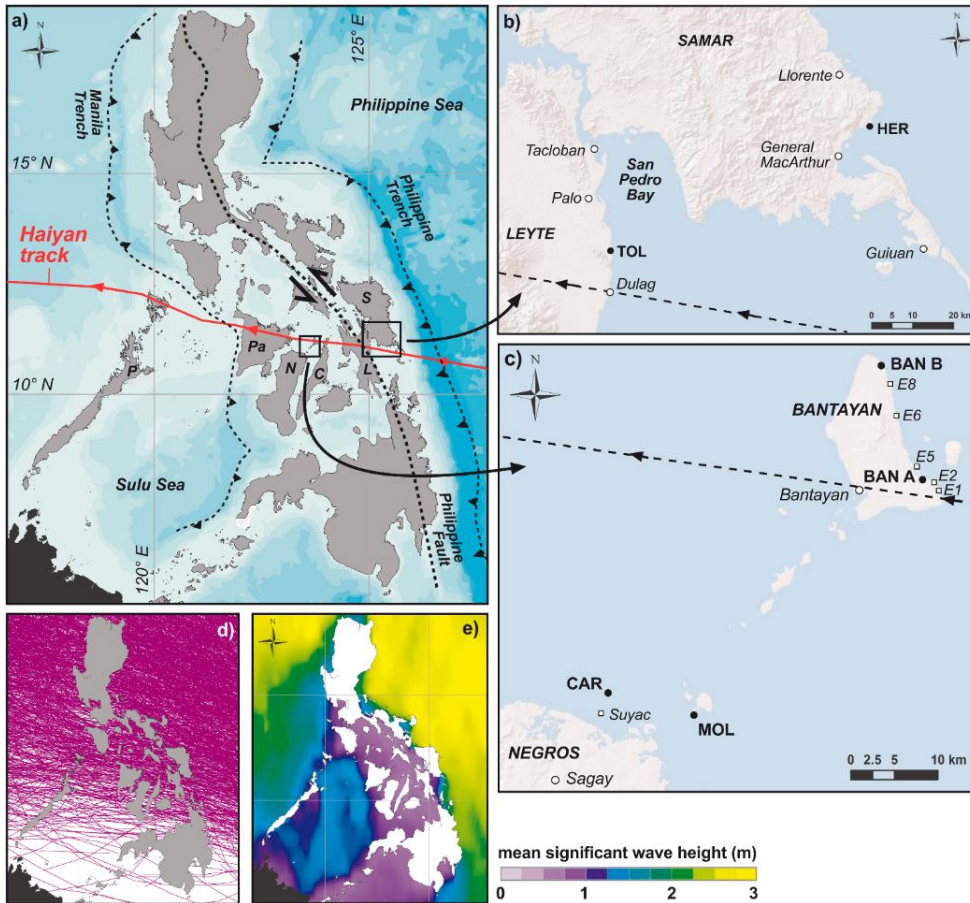 a)
N
125° E
Philippine Sea
Manila
Trench
15° N
Philippine
Trench
Haiyan
track
S
Pa
P
N
C
L
10° N
Sulu Sea
Philippine
Fault
120° E
b)
N
SAMAR
Llorente
HER
General
MacArthur
Tacloban
San
Pedro
Bay
Palo
LEYTE
TOL
Guiuan
Dulag
0 10 20 km
c)
N
BAN B
E8
BANTAYAN
E6
E5
BAN A
E2
E1
Bantayan
CAR
Suyac
MOL
NEGROS
Sagay
0 2.5 5 10 km
d)
e)
N
mean significant wave height (m)
0 1 2 3